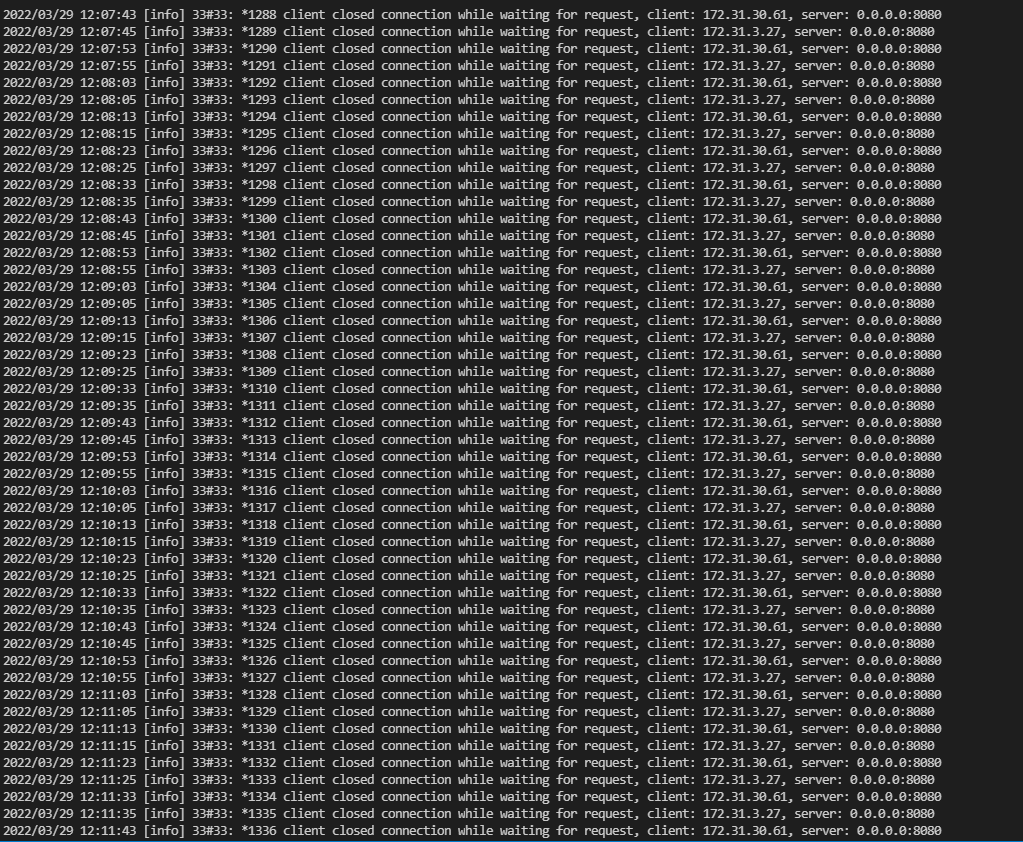 2022/03/29 12:07:43 [info] 33#33: *1288 client closed connection while waiting for request, client: 172.31.30.61, server: 0.0.0.0:8080
2022/03/29 12:07:45 [info] 33#33: *1289 client closed connection while waiting for request, client: 172.31.3.27, server: 0.0.0.0:8080
2022/03/29 12:07:53 [info] 33#33: *1290 client closed connection while waiting for request, client: 172.31.30.61, server: 0.0.0.0:8080
2022/03/29 12:07:55 [info] 33#33: *1291 client closed connection while waiting for request, client: 172.31.3.27, server: 0.0.0.0:8080
2022/03/29 12:08:03 [info] 33#33: *1292 client closed connection while waiting for request, client: 172.31.30.61, server: 0.0.0.0:8080
2022/03/29 12:08:05 [info] 33#33: *1293 client closed connection while waiting for request, client: 172.31.3.27, server: 0.0.0.0:8080
2022/03/29 12:08:13 [info] 33#33: *1294 client closed connection while waiting for request, client: 172.31.30.61, server: 0.0.0.0:8080
2022/03/29 12:08:15 [info] 33#33: *1295 client closed connection while waiting for request, client: 172.31.3.27, server: 0.0.0.0:8080
2022/03/29 12:08:23 [info] 33#33: *1296 client closed connection while waiting for request, client: 172.31.30.61, server: 0.0.0.0:8080
2022/03/29 12:08:25 [info] 33#33: *1297 client closed connection while waiting for request, client: 172.31.3.27, server: 0.0.0.0:8080
2022/03/29 12:08:33 [info] 33#33: *1298 client closed connection while waiting for request, client: 172.31.30.61, server: 0.0.0.0:8080
2022/03/29 12:08:35 [info] 33#33: *1299 client closed connection while waiting for request, client: 172.31.3.27, server: 0.0.0.0:8080
2022/03/29 12:08:43 [info] 33#33: *1300 client closed connection while waiting for request, client: 172.31.30.61, server: 0.0.0.0:8080
2022/03/29 12:08:45 [info] 33#33: *1301 client closed connection while waiting for request, client: 172.31.3.27, server: 0.0.0.0:8080
2022/03/29 12:08:53 [info] 33#33: *1302 client closed connection while waiting for request, client: 172.31.30.61, server: 0.0.0.0:8080
2022/03/29 12:08:55 [info] 33#33: *1303 client closed connection while waiting for request, client: 172.31.3.27, server: 0.0.0.0:8080
2022/03/29 12:09:03 [info] 33#33: *1304 client closed connection while waiting for request, client: 172.31.30.61, server: 0.0.0.0:8080
2022/03/29 12:09:05 [info] 33#33: *1305 client closed connection while waiting for request, client: 172.31.3.27, server: 0.0.0.0:8080
2022/03/29 12:09:13 [info] 33#33: *1306 client closed connection while waiting for request, client: 172.31.30.61, server: 0.0.0.0:8080
2022/03/29 12:09:15 [info] 33#33: *1307 client closed connection while waiting for request, client: 172.31.3.27, server: 0.0.0.0:8080
2022/03/29 12:09:23 [info] 33#33: *1308 client closed connection while waiting for request, client: 172.31.30.61, server: 0.0.0.0:8080
2022/03/29 12:09:25 [info] 33#33: *1309 client closed connection while waiting for request, client: 172.31.3.27, server: 0.0.0.0:8080
2022/03/29 12:09:33 [info] 33#33: *1310 client closed connection while waiting for request, client: 172.31.30.61, server: 0.0.0.0:8080
2022/03/29 12:09:35 [info] 33#33: *1311 client closed connection while waiting for request, client: 172.31.3.27, server: 0.0.0.0:8080
2022/03/29 12:09:43 [info] 33#33: *1312 client closed connection while waiting for request, client: 172.31.30.61, server: 0.0.0.0:8080
2022/03/29 12:09:45 [info] 33#33: *1313 client closed connection while waiting for request, client: 172.31.3.27, server: 0.0.0.0:8080
2022/03/29 12:09:53 [info] 33#33: *1314 client closed connection while waiting for request, client: 172.31.30.61, server: 0.0.0.0:8080
2022/03/29 12:09:55 [info] 33#33: *1315 client closed connection while waiting for request, client: 172.31.3.27, server: 0.0.0.0:8080
2022/03/29 12:10:03 [info] 33#33: *1316 client closed connection while waiting for request, client: 172.31.30.61, server: 0.0.0.0:8080
2022/03/29 12:10:05 [info] 33#33: *1317 client closed connection while waiting for request, client: 172.31.3.27, server: 0.0.0.0:8080
2022/03/29 12:10:13 [info] 33#33: *1318 client closed connection while waiting for request, client: 172.31.30.61, server: 0.0.0.0:8080
2022/03/29 12:10:15 [info] 33#33: *1319 client closed connection while waiting for request, client: 172.31.3.27, server: 0.0.0.0:8080
2022/03/29 12:10:23 [info] 33#33: *1320 client closed connection while waiting for request, client: 172.31.30.61, server: 0.0.0.0:8080
2022/03/29 12:10:25 [info] 33#33: *1321 client closed connection while waiting for request, client: 172.31.3.27, server: 0.0.0.0:8080
2022/03/29 12:10:33 [info] 33#33: *1322 client closed connection while waiting for request, client: 172.31.30.61, server: 0.0.0.0:8080
2022/03/29 12:10:35 [info] 33#33: *1323 client closed connection while waiting for request, client: 172.31.3.27, server: 0.0.0.0:8080
2022/03/29 12:10:43 [info] 33#33: *1324 client closed connection while waiting for request, client: 172.31.30.61, server: 0.0.0.0:8080
2022/03/29 12:10:45 [info] 33#33: *1325 client closed connection while waiting for request, client: 172.31.3.27, server: 0.0.0.0:8080
2022/03/29 12:10:53 [info] 33#33: *1326 client closed connection while waiting for request, client: 172.31.30.61, server: 0.0.0.0:8080
2022/03/29 12:10:55 [info] 33#33: *1327 client closed connection while waiting for request, client: 172.31.3.27, server: 0.0.0.0:8080
2022/03/29 12:11:03 [info] 33#33: *1328 client closed connection while waiting for request, client: 172.31.30.61, server: 0.0.0.0:8080
2022/03/29 12:11:05 [info] 33#33: *1329 client closed connection while waiting for request, client: 172.31.3.27, server: 0.0.0.0:8080
2022/03/29 12:11:13 [info] 33#33: *1330 client closed connection while waiting for request, client: 172.31.30.61, server: 0.0.0.0:8080
2022/03/29 12:11:15 [info] 33#33: *1331 client closed connection while waiting for request, client: 172.31.3.27, server: 0.0.0.0:8080
2022/03/29 12:11:23 [info] 33#33: *1332 client closed connection while waiting for request, client: 172.31.30.61, server: 0.0.0.0:8080
2022/03/29 12:11:25 [info] 33#33: *1333 client closed connection while waiting for request, client: 172.31.3.27, server: 0.0.0.0:8080
2022/03/29 12:11:33 [info] 33#33: *1334 client closed connection while waiting for request, client: 172.31.30.61, server: 0.0.0.0:8080
2022/03/29 12:11:35 [info] 33#33: *1335 client closed connection while waiting for request, client: 172.31.3.27, server: 0.0.0.0:8080
2022/03/29 12:11:43 [info] 33#33: *1336 client closed connection while waiting for request, client: 172.31.30.61, server: 0.0.0.0:8080